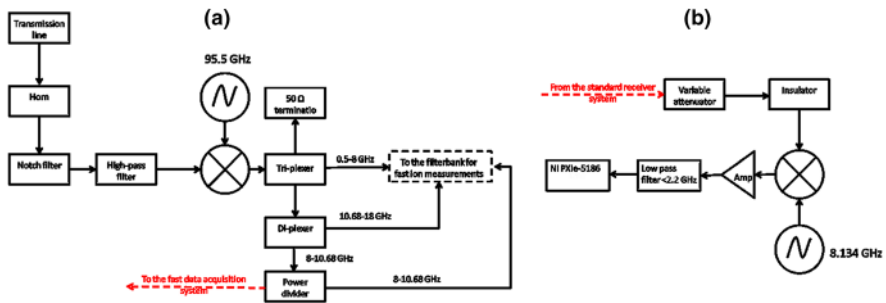 (a)
Transmission
line
Horn
Notch filter
High-pass
filter
95.5 GHz
50 Ω
terminatio
Tri-plexer
0.5-8GHz
To the filterbank for
fast ion measurements
Di-plexer
10.68-18 GHz
8-10.68 GHz
Power
divider
8-10.68 GHz
To the fast data acquisition
system
(b)
From the standard receiver
system
Variable
attenuator
Insulator
NI PXIe-5186
Low pass
filter <2.2 GHz
Amp
8.134 GHz